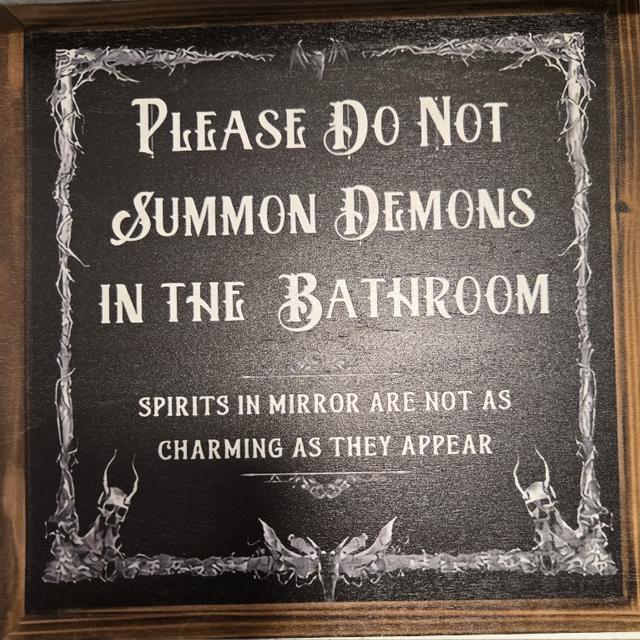 Please Do Not
Summon Demons
in the Bathroom
SPIRITS IN MIRROR ARE NOT AS
CHARMING AS THEY APPEAR